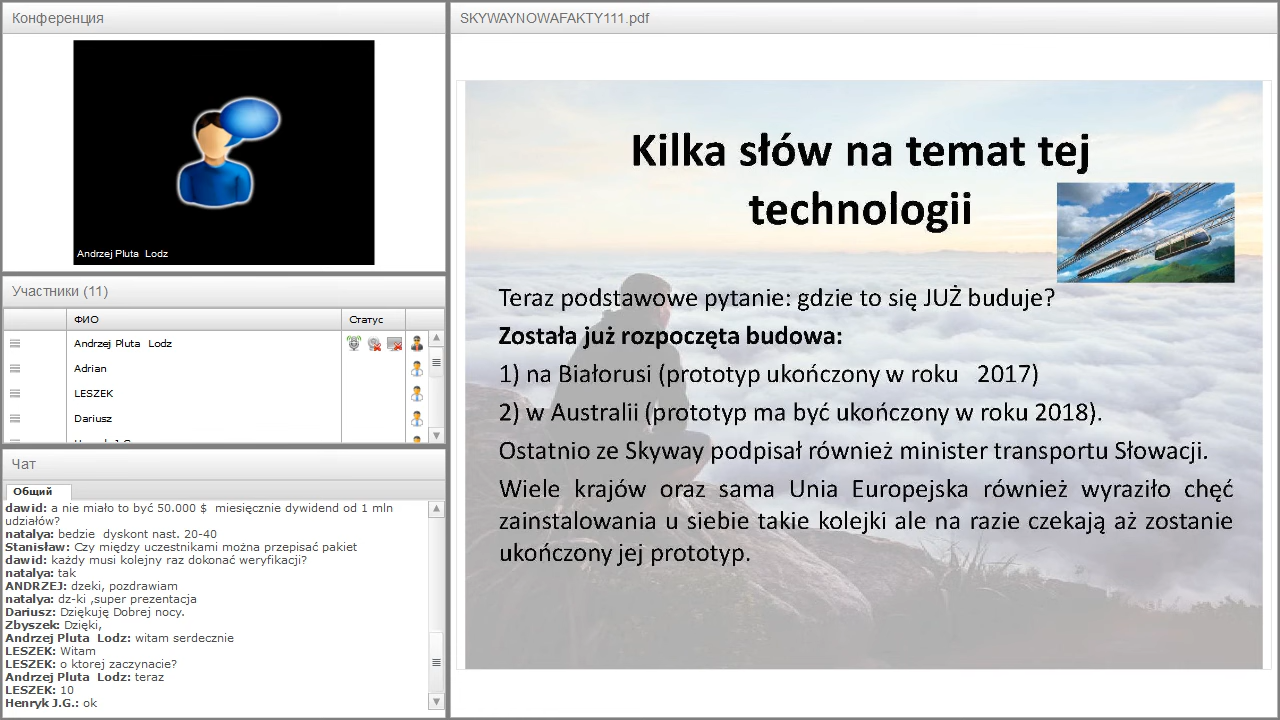 Конференция
Andrzej Pluta Lodz
Участники (11)
ФИО
Статус
Andrzej Pluta Lodz
Adrian
LESZEK
Dariusz
Чат
Общий
dawid: a nie miało to być 50.000 $ miesięcznie dywidend od 1 mln
udziałów?
natalya: bedzie dyskont nast. 20-40
Stanisław: Czy między uczestnikami można przepisać pakiet
dawid: każdy musi kolejny raz dokonać weryfikacji?
natalya: tak
ANDRZEJ: dzeki, pozdrawiam
natalya: dz-ki ,super prezentacja
Dariusz: Dziękuję Dobrej nocy.
Zbyszek: Dzięki,
Andrzej Pluta Lodz: witam serdecznie
LESZEK: Witam
LESZEK: o ktorej zaczynacie?
Andrzej Pluta Lodz: teraz
LESZEK: 10
Henryk J.G.: ok
SKYWAYNOWAFAKTY111.pdf
Kilka słów na temat tej
technologii
Teraz podstawowe pytanie: gdzie to się JUŻ buduje?
Została już rozpoczęta budowa:
1) na Białorusi (prototyp ukończony w roku 2017)
2) w Australii (prototyp ma być ukończony w roku 2018).
Ostatnio ze Skyway podpisał również minister transportu Słowacji.
Wiele krajów oraz sama Unia Europejska również wyraziło chęć
zainstalowania u siebie takie kolejki ale na razie czekają aż zostanie
ukończony jej prototyp.